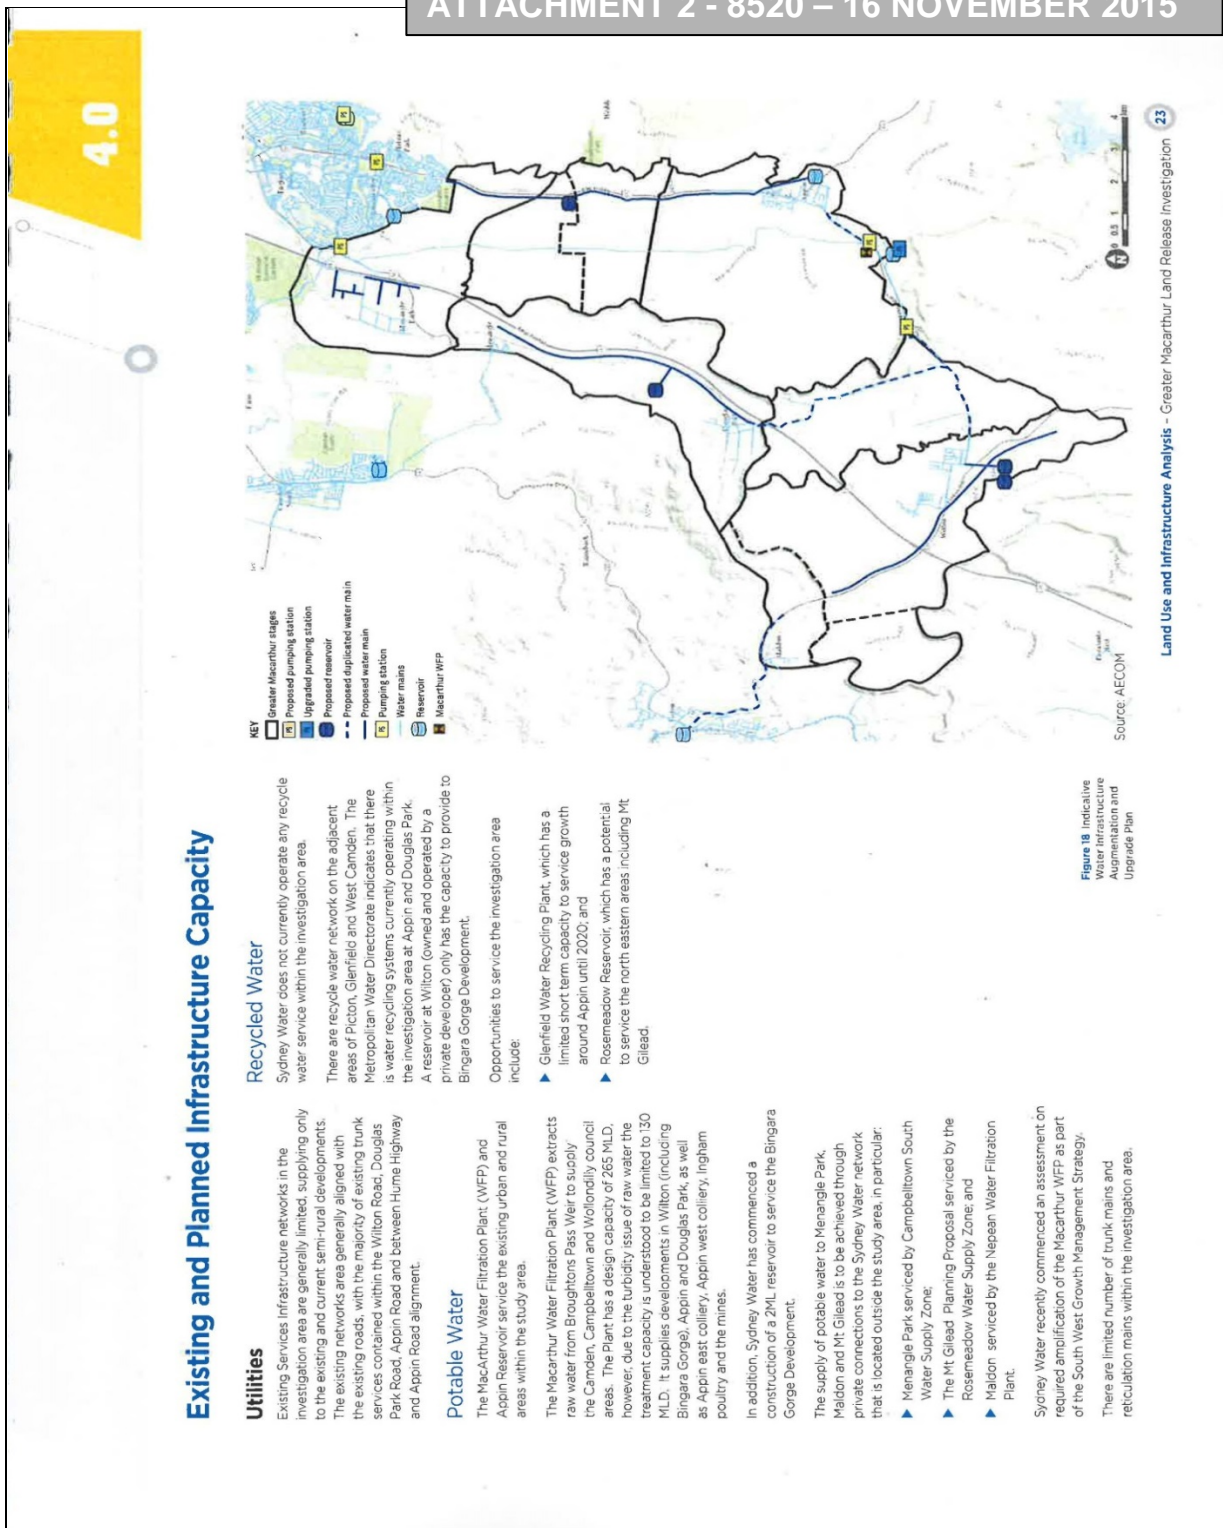 ATTACHMENT 2 - 8520 – 16 NOVEMBER 2015
4.0
Existing and Planned Infrastructure Capacity
Utilities
Existing Services Infrastructure networks in the
investigation area are generally limited, supplying only
to the existing and current semi-rural developments.
The existing networks area generally aligned with
the existing roads, with the majority of existing trunk
services contained within the Wilton Road, Douglas
Park Road, Appin Road and between Hume Highway
and Appin Road alignment.
Potable Water
The MacArthur Water Filtration Plant (WFP) and
Appin Reservoir service the existing urban and rural
areas within the study area.
The Macarthur Water Filtration Plant (WFP) extracts
raw water from Broughtons Pass Weir to supply
the Camden, Campbelltown and Wollondilly council
areas. The Plant has a design capacity of 265 MLD,
however, due to the turbidity issue of raw water the
treatment capacity is understood to be limited to 130
MLD. It supplies developments in Wilton (including
Bingara Gorge), Appin and Douglas Park, as well
as Appin east colliery, Appin west colliery, Ingham
poultry and the mines.
In addition, Sydney Water has commenced a
construction of a 2ML reservoir to service the Bingara
Gorge Development.
The supply of potable water to Menangle Park,
Maldon and Mt Gilead is to be achieved through
private connections to the Sydney Water network
that is located outside the study area, in particular:
▶ Menangle Park serviced by Campbelltown South
Water Supply Zone;
▶ The Mt Gilead Planning Proposal serviced by the
Rosemeadow Water Supply Zone; and
▶ Maldon serviced by the Nepean Water Filtration
Plant.
Sydney Water recently commenced an assessment on
required amplification of the Macarthur WFP as part
of the South West Growth Management Strategy.
There are limited number of trunk mains and
reticulation mains within the investigation area.
Recycled Water
Sydney Water does not currently operate any recycle
water service within the investigation area.
There are recycle water network on the adjacent
areas of Picton, Glenfield and West Camden. The
Metropolitan Water Directorate indicates that there
is water recycling systems currently operating within
the investigation area at Appin and Douglas Park.
A reservoir at Wilton (owned and operated by a
private developer) only has the capacity to provide to
Bingara Gorge Development.
Opportunities to service the investigation area
include:
▶ Glenfield Water Recycling Plant, which has a
limited short term capacity to service growth
around Appin until 2020; and
▶ Rosemeadow Reservoir, which has a potential
to service the north eastern areas including Mt
Gilead.
Figure 18 Indicative
Water Infrastructure
Augmentation and
Upgrade Plan
KEY
Greater Macarthur stages
PS Proposed pumping station
Upgraded pumping station
Proposed reservoir
Proposed duplicated water main
Proposed water main
PS Pumping station
Water mains
Reservoir
Macarthur WFP
Maldon
Wilton
PS
PS
PS
PS
PS
N
0 0.5 1 2 3 4
Source: AECOM
Land Use and Infrastructure Analysis – Greater Macarthur Land Release Investigation 23